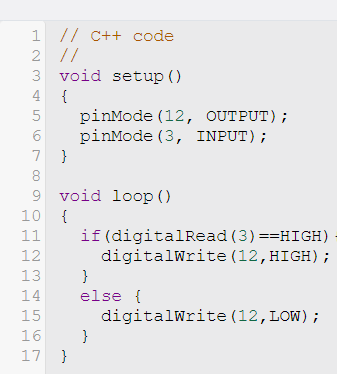 1 // C++ code
2 //
3 void setup()
4 {
5   pinMode(12, OUTPUT);
6   pinMode(3, INPUT);
7 }
8
9 void loop()
10 {
11   if(digitalRead(3)==HIGH)
12     digitalWrite(12,HIGH);
13   }
14   else {
15     digitalWrite(12,LOW);
16   }
17 }